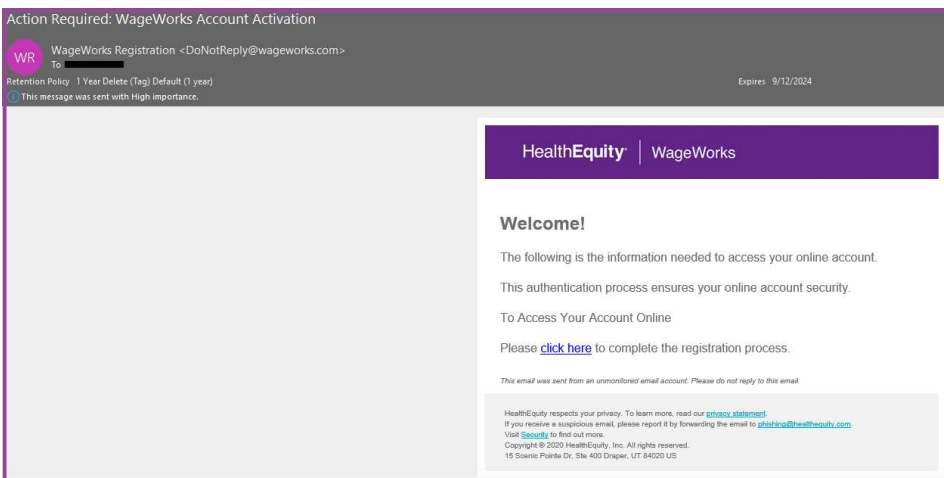 Action Required: WageWorks Account Activation
WR
WageWorks Registration <DoNotReply@wageworks.com>
To
Retention Policy 1 Year Delete (Tag) Default (1 year)
Expires 9/12/2024
This message was sent with High importance.
HealthEquity | WageWorks
Welcome!
The following is the information needed to access your online account.
This authentication process ensures your online account security.
To Access Your Account Online
Please click here to complete the registration process.
This email was sent from an unmonitored email account. Please do not reply to this email.
HealthEquity respects your privacy. To learn more, read our privacy statement.
If you receive a suspicious email, please report it by forwarding the email to phishing@healthequity.com.
Visit Security to find out more.
Copyright © 2020 HealthEquity, Inc. All rights reserved.
15 Scenic Pointe Dr, Ste 400 Draper, UT 84020 US